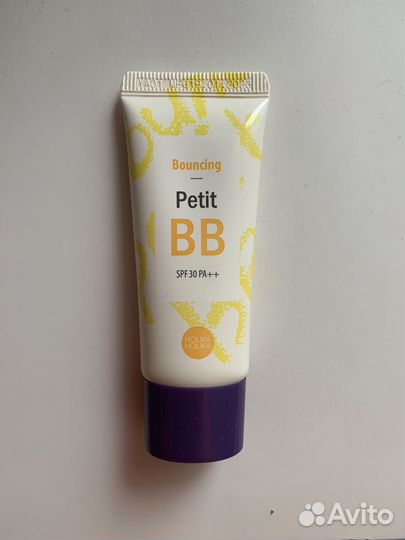 Bouncing
Petit
BB
SPF 30 PA++
HOLIKA
HOLIKA
Avito